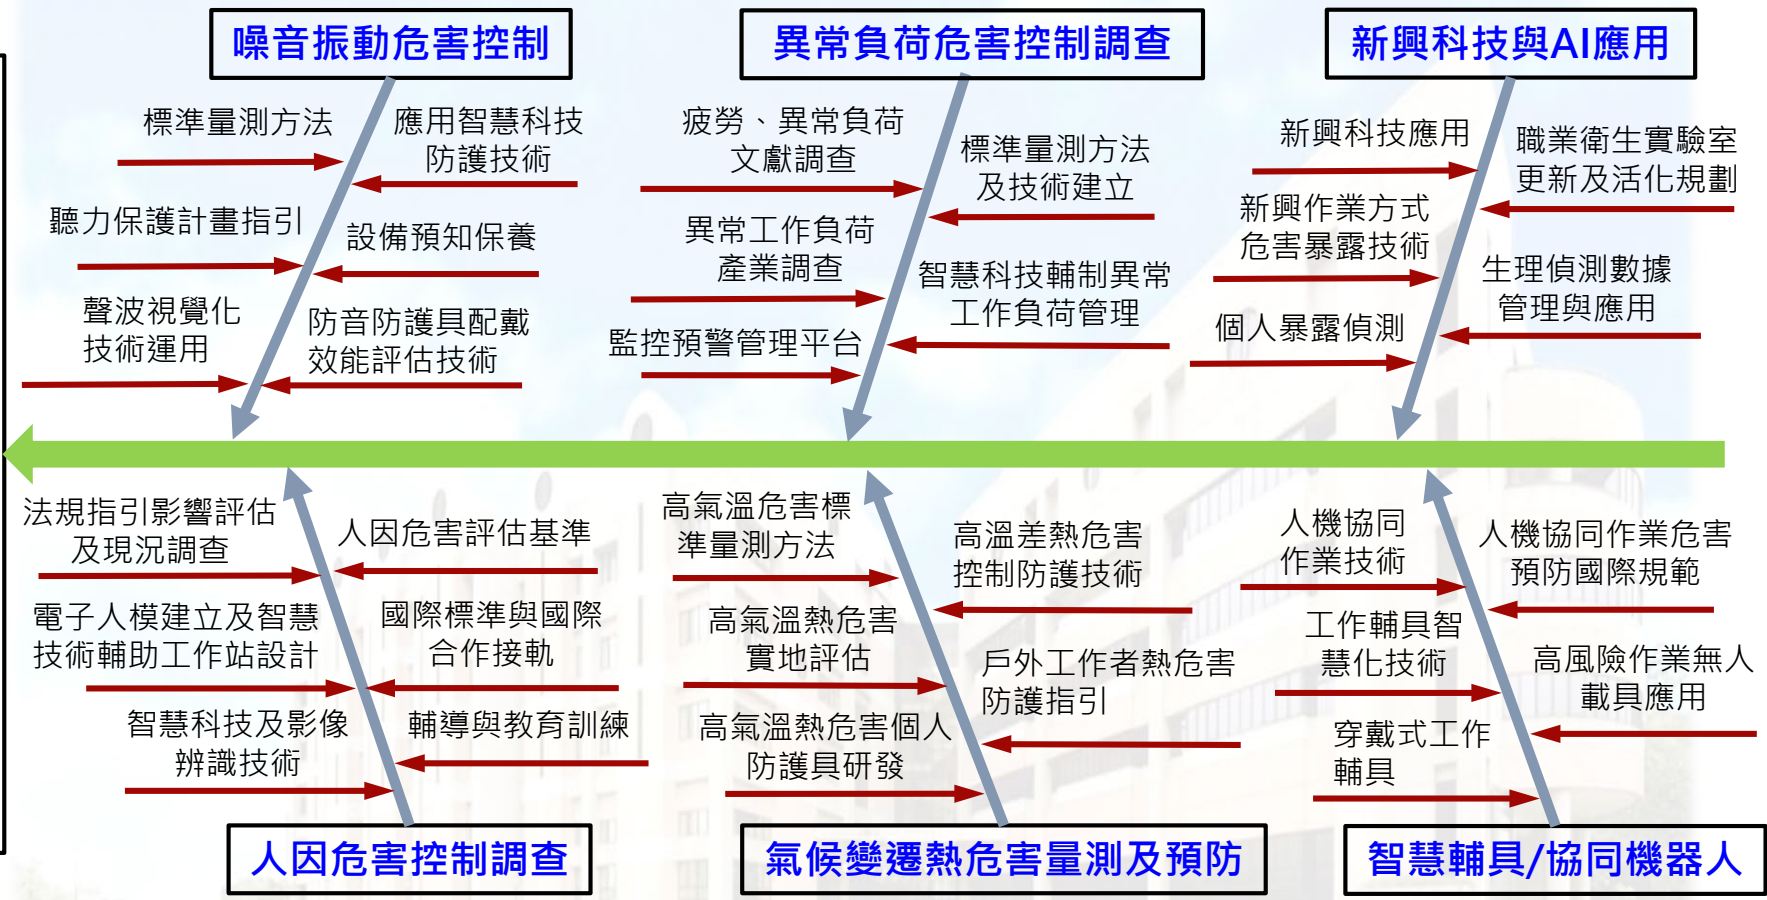 噪音振動危害控制
標準量測方法
應用智慧科技
防護技術
聽力保護計畫指引
設備預知保養
聲波視覺化
技術運用
防音防護具配戴
效能評估技術
異常負荷危害控制調查
疲勞、異常負荷
文獻調查
標準量測方法
及技術建立
異常工作負荷
產業調查
智慧科技輔制異常
工作負荷管理
監控預警管理平台
新興科技與AI應用
新興科技應用
職業衛生實驗室
更新及活化規劃
新興作業方式
危害暴露技術
生理偵測數據
管理與應用
個人暴露偵測
法規指引影響評估
及現況調查
人因危害評估基準
電子人模建立及智慧
技術輔助工作站設計
國際標準與國際
合作接軌
智慧科技及影像
辨識技術
輔導與教育訓練
人因危害控制調查
高氣溫危害標
準量測方法
高溫差熱危害
控制防護技術
高氣溫熱危害
實地評估
戶外工作者熱危害
防護指引
高氣溫熱危害個人
防護具研發
氣候變遷熱危害量測及預防
人機協同
作業技術
人機協同作業危害
預防國際規範
工作輔具智
慧化技術
高風險作業無人
載具應用
穿戴式工作
輔具
智慧輔具/協同機器人